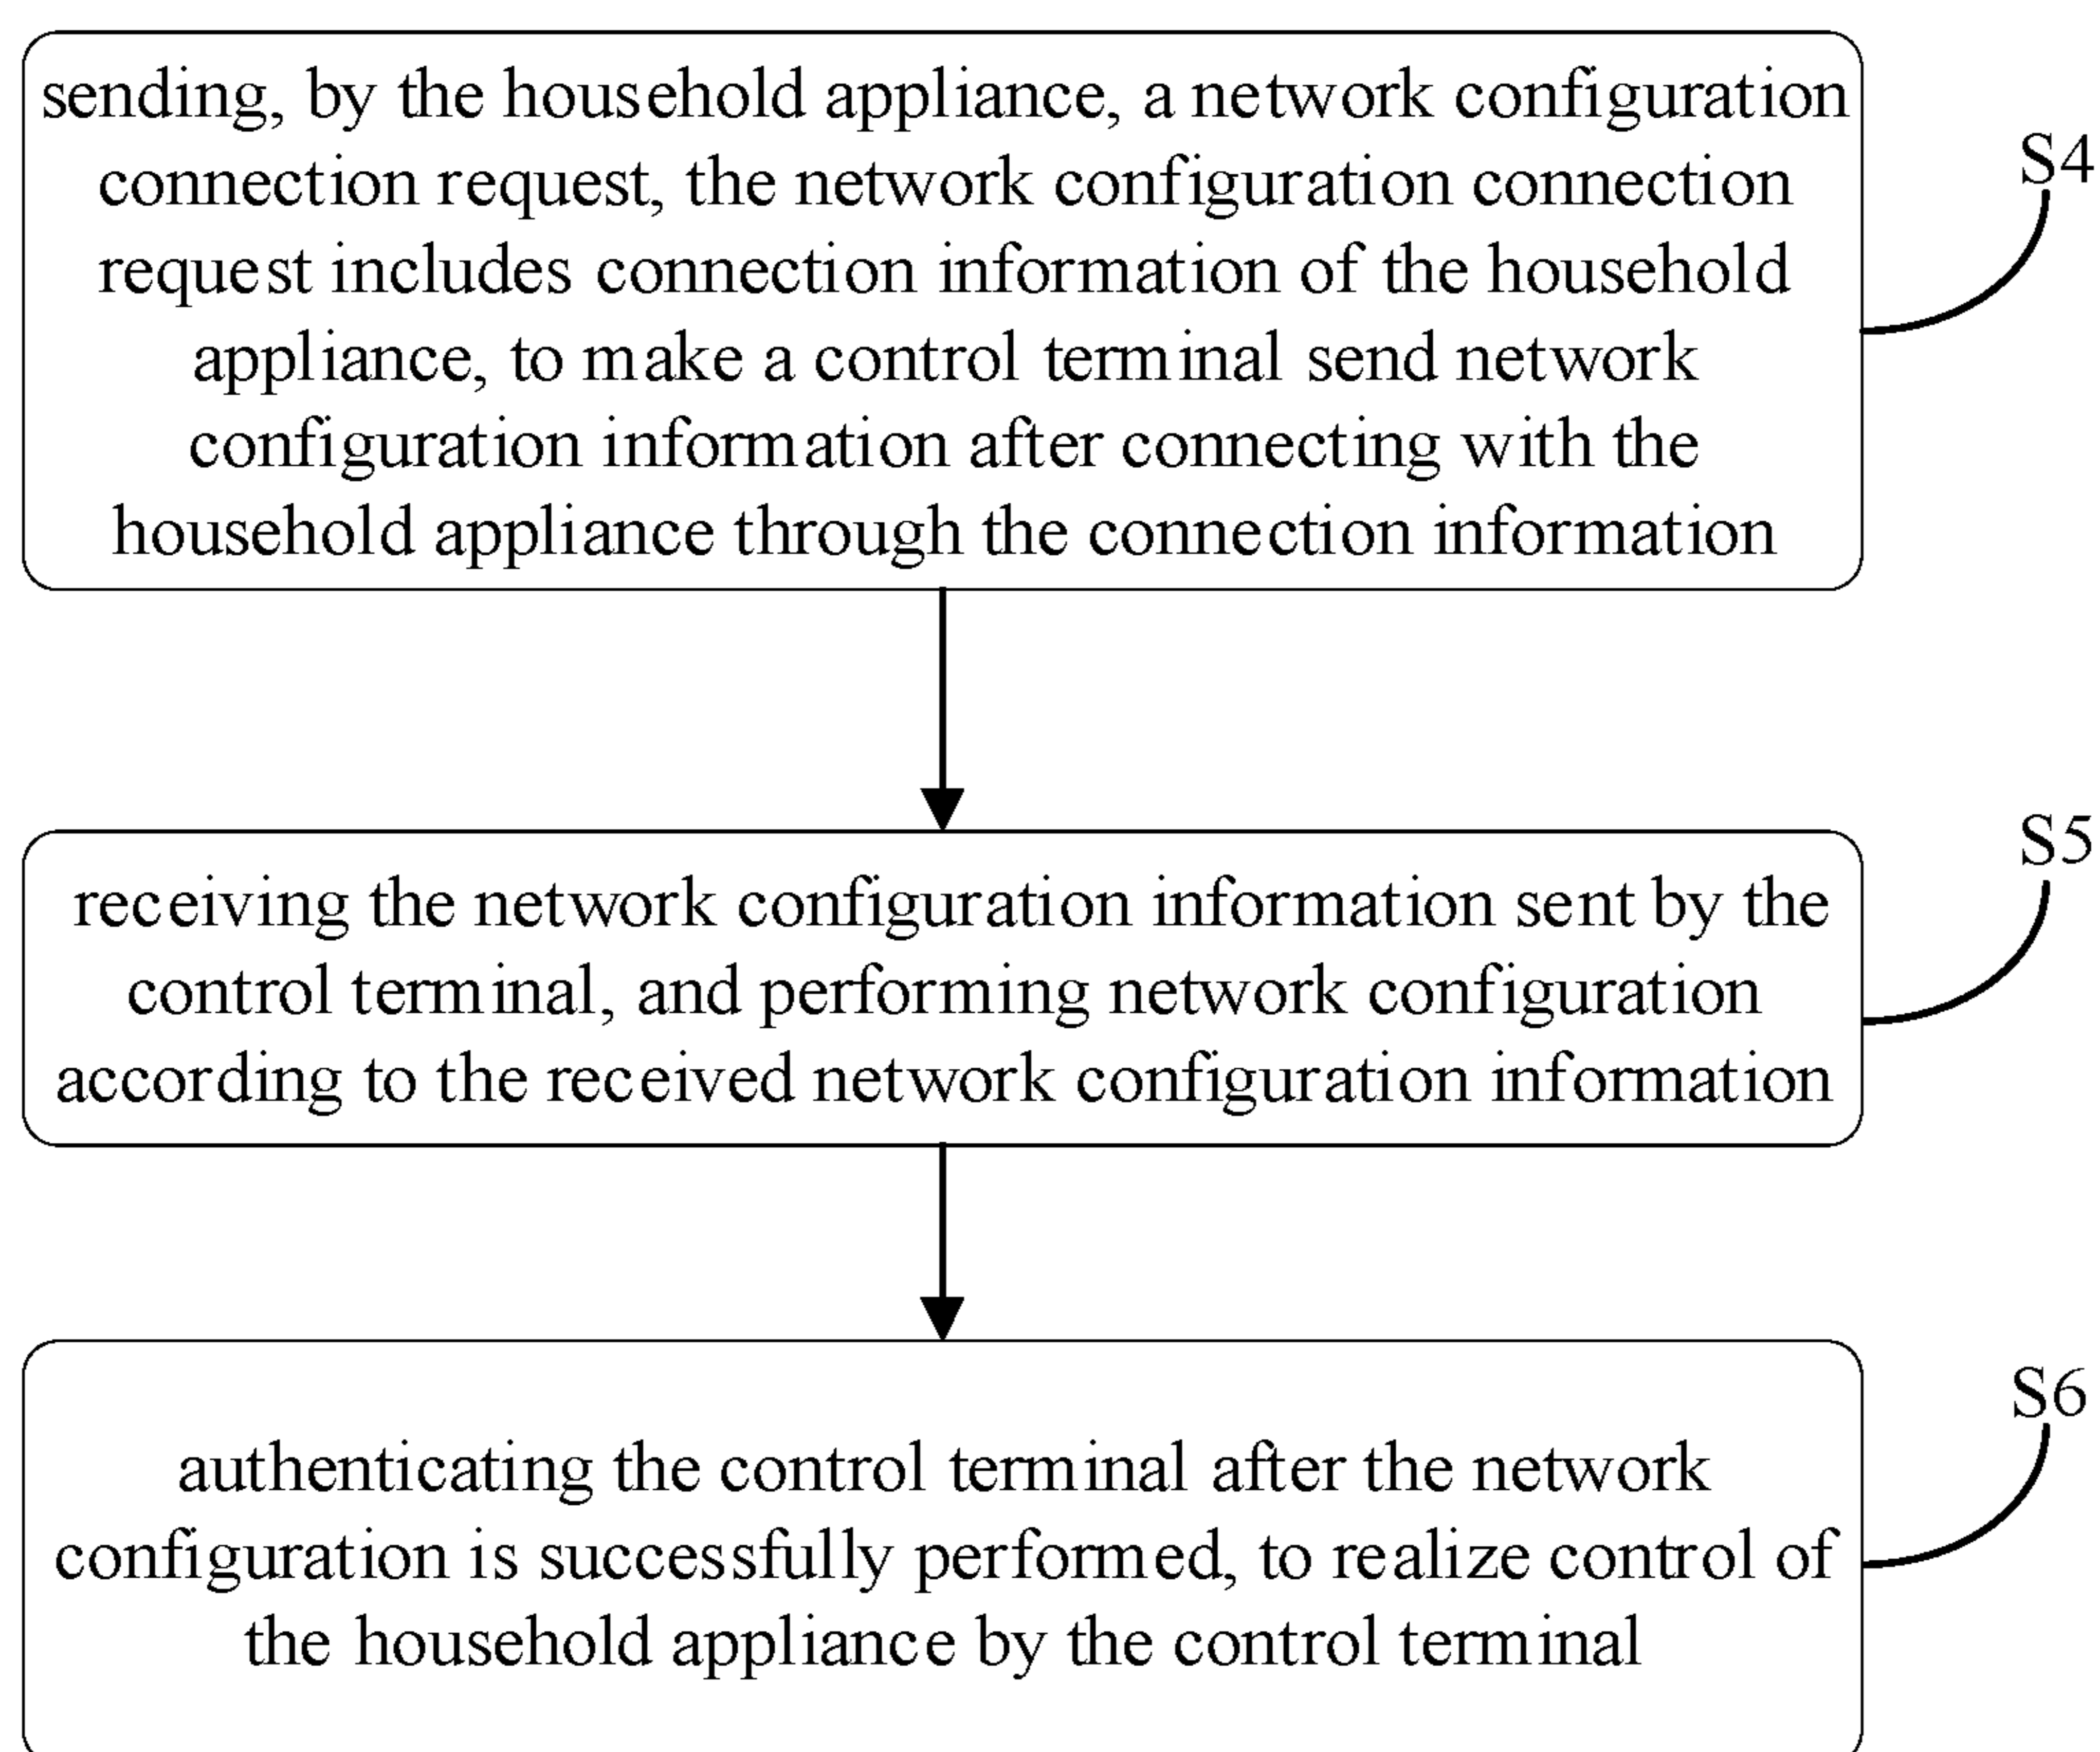 sending, by the household appliance, a network configuration
connection request, the network configuration connection
request includes connection information of the household
appliance, to make a control terminal send network
configuration information after connecting with the
household appliance through the connection information
S4
receiving the network configuration information sent by the
control terminal, and performing network configuration
according to the received network configuration information
S5
authenticating the control terminal after the network
configuration is successfully performed, to realize control of
the household appliance by the control terminal
S6